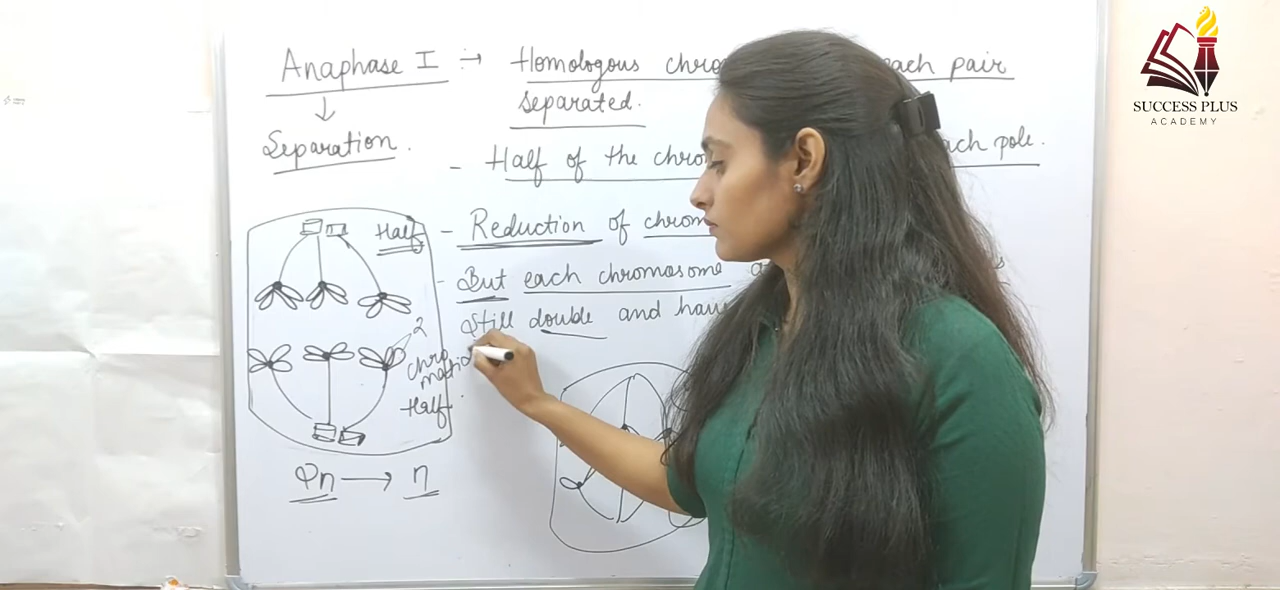 Anaphase I :→ Homologous chro each pair
separated.
Separation.
- Half of the chro ach pole.
- Reduction of chrom
- But each chromosome
Still double and hav
Half
2
chro
matid
Half.
2n → n
SUCCESS PLUS
ACADEMY